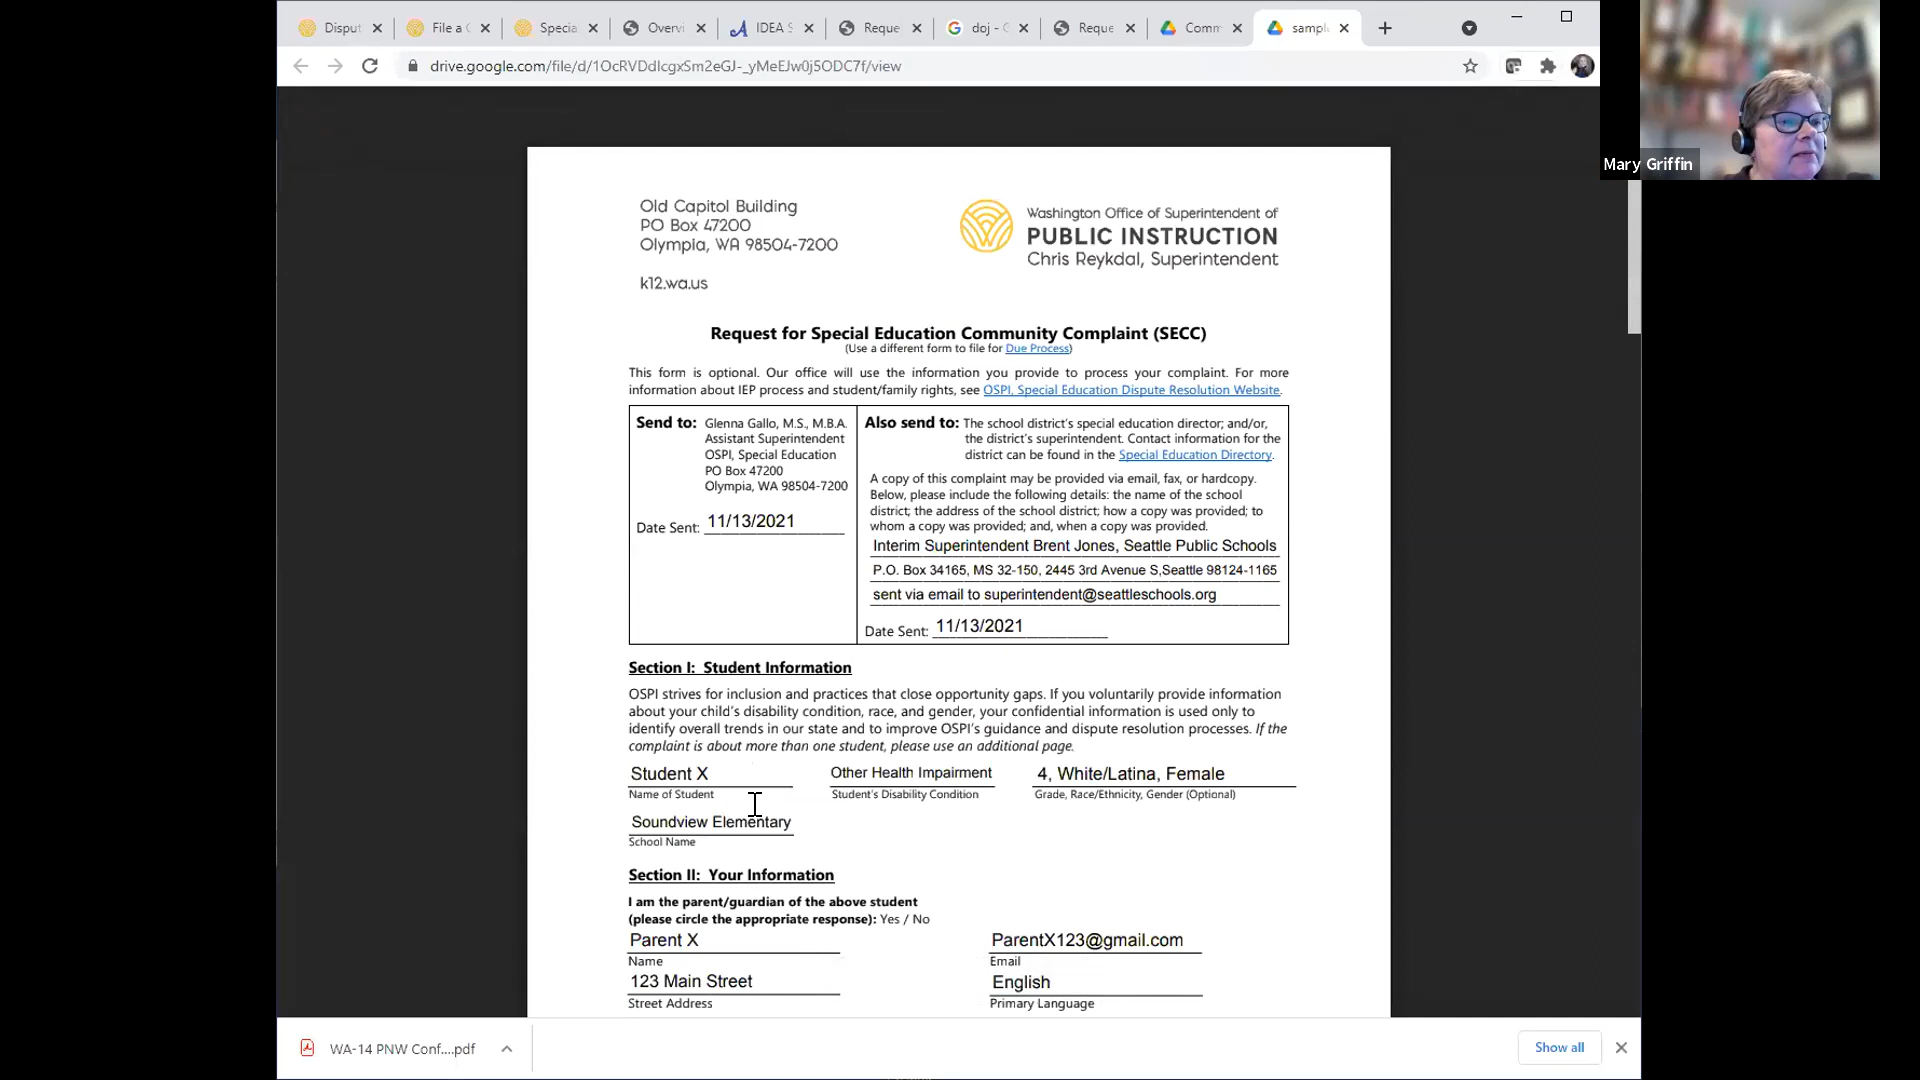 Disput
File a C
Specia
Overvi
IDEA S
Reque
doj - G
Reque
Comm
sampl
drive.google.com/file/d/1OcRVDdIcgxSm2eGJ-_yMeEJw0j5ODC7f/view
Mary Griffin
Old Capitol Building
PO Box 47200
Olympia, WA 98504-7200
k12.wa.us
Washington Office of Superintendent of
PUBLIC INSTRUCTION
Chris Reykdal, Superintendent
Request for Special Education Community Complaint (SECC)
(Use a different form to file for Due Process)
This form is optional. Our office will use the information you provide to process your complaint. For more
information about IEP process and student/family rights, see OSPI, Special Education Dispute Resolution Website.
Send to: Glenna Gallo, M.S., M.B.A.
Assistant Superintendent
OSPI, Special Education
PO Box 47200
Olympia, WA 98504-7200
Date Sent: 11/13/2021
Also send to: The school district's special education director; and/or,
the district's superintendent. Contact information for the
district can be found in the Special Education Directory.
A copy of this complaint may be provided via email, fax, or hardcopy.
Below, please include the following details: the name of the school
district; the address of the school district; how a copy was provided; to
whom a copy was provided; and, when a copy was provided.
Interim Superintendent Brent Jones, Seattle Public Schools
P.O. Box 34165, MS 32-150, 2445 3rd Avenue S,Seattle 98124-1165
sent via email to superintendent@seattleschools.org
Date Sent: 11/13/2021
Section I: Student Information
OSPI strives for inclusion and practices that close opportunity gaps. If you voluntarily provide information
about your child's disability condition, race, and gender, your confidential information is used only to
identify overall trends in our state and to improve OSPI's guidance and dispute resolution processes. If the
complaint is about more than one student, please use an additional page.
Student X
Other Health Impairment
4, White/Latina, Female
Name of Student
Student's Disability Condition
Grade, Race/Ethnicity, Gender (Optional)
Soundview Elementary
School Name
Section II: Your Information
I am the parent/guardian of the above student
(please circle the appropriate response): Yes / No
Parent X
ParentX123@gmail.com
Name
Email
123 Main Street
English
Street Address
Primary Language
WA-14 PNW Conf....pdf
Show all